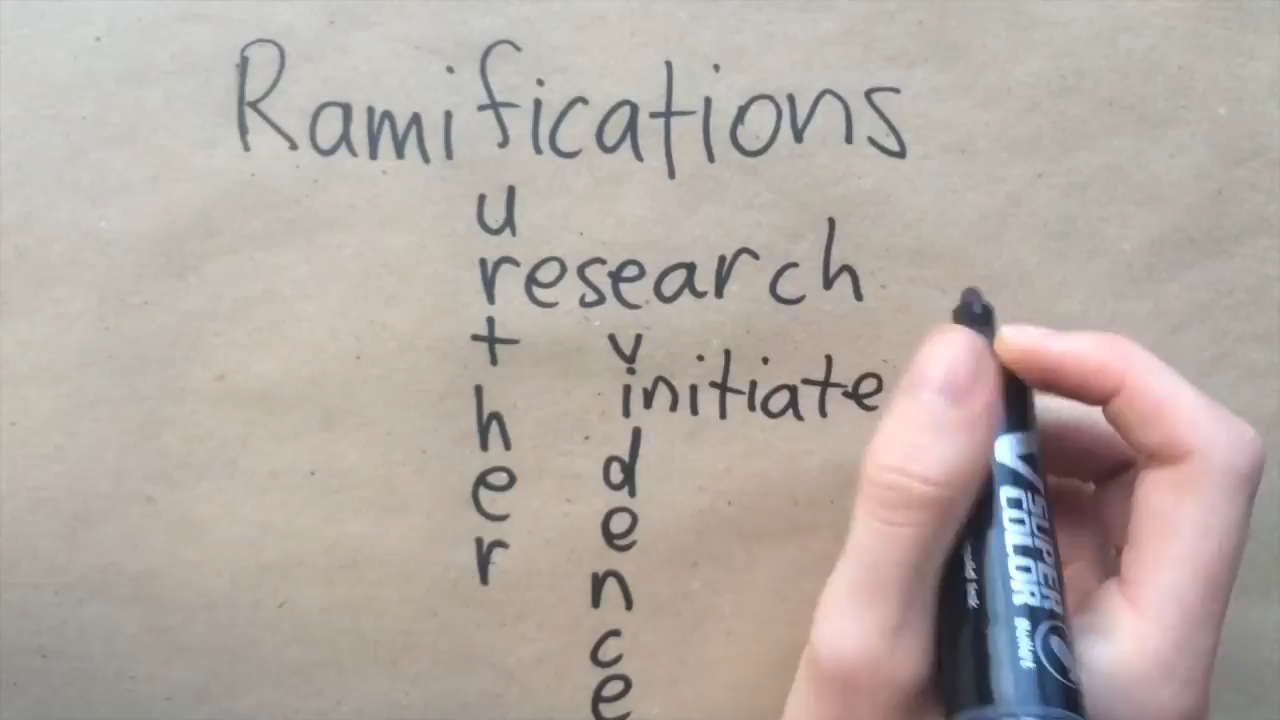 Ramifications
further
research
evidence
initiate
SUPER
COLOR